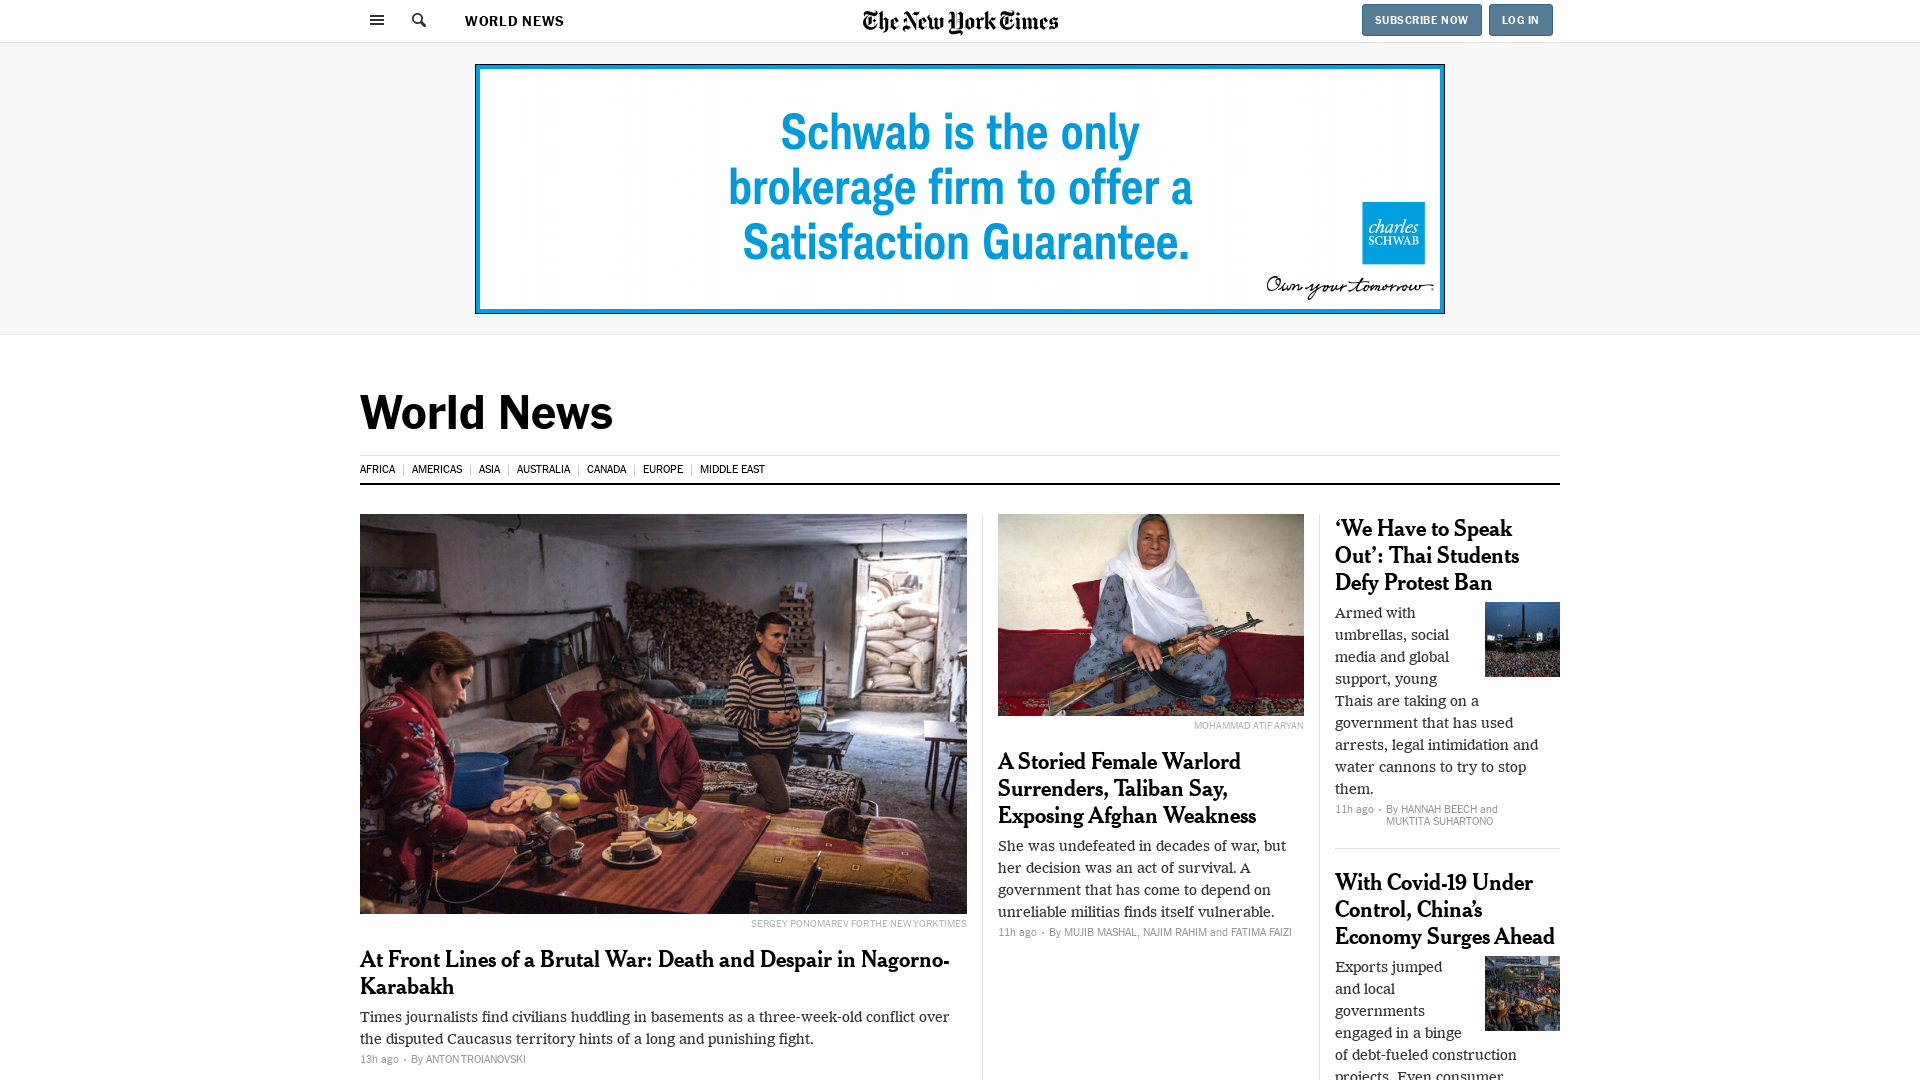 WORLD NEWS
The New York Times
SUBSCRIBE NOW
LOG IN
Schwab is the only
brokerage firm to offer a
Satisfaction Guarantee.
charles
SCHWAB
Own your tomorrow.
World News
AFRICA
AMERICAS
ASIA
AUSTRALIA
CANADA
EUROPE
MIDDLE EAST
SERGEY PONOMAREV FOR THE NEW YORK TIMES
At Front Lines of a Brutal War: Death and Despair in Nagorno-
Karabakh
Times journalists find civilians huddling in basements as a three-week-old conflict over
the disputed Caucasus territory hints of a long and punishing fight.
13h ago • By ANTON TROIANOVSKI
MOHAMMAD ATIF ARYAN
A Storied Female Warlord
Surrenders, Taliban Say,
Exposing Afghan Weakness
She was undefeated in decades of war, but
her decision was an act of survival. A
government that has come to depend on
unreliable militias finds itself vulnerable.
11h ago • By MUJIB MASHAL, NAJIM RAHIM and FATIMA FAIZI
‘We Have to Speak
Out’: Thai Students
Defy Protest Ban
Armed with
umbrellas, social
media and global
support, young
Thais are taking on a
government that has used
arrests, legal intimidation and
water cannons to try to stop
them.
11h ago • By HANNAH BEECH and
MUKTITA SUHARTONO
With Covid-19 Under
Control, China’s
Economy Surges Ahead
Exports jumped
and local
governments
engaged in a binge
of debt-fueled construction
projects. Even consumer